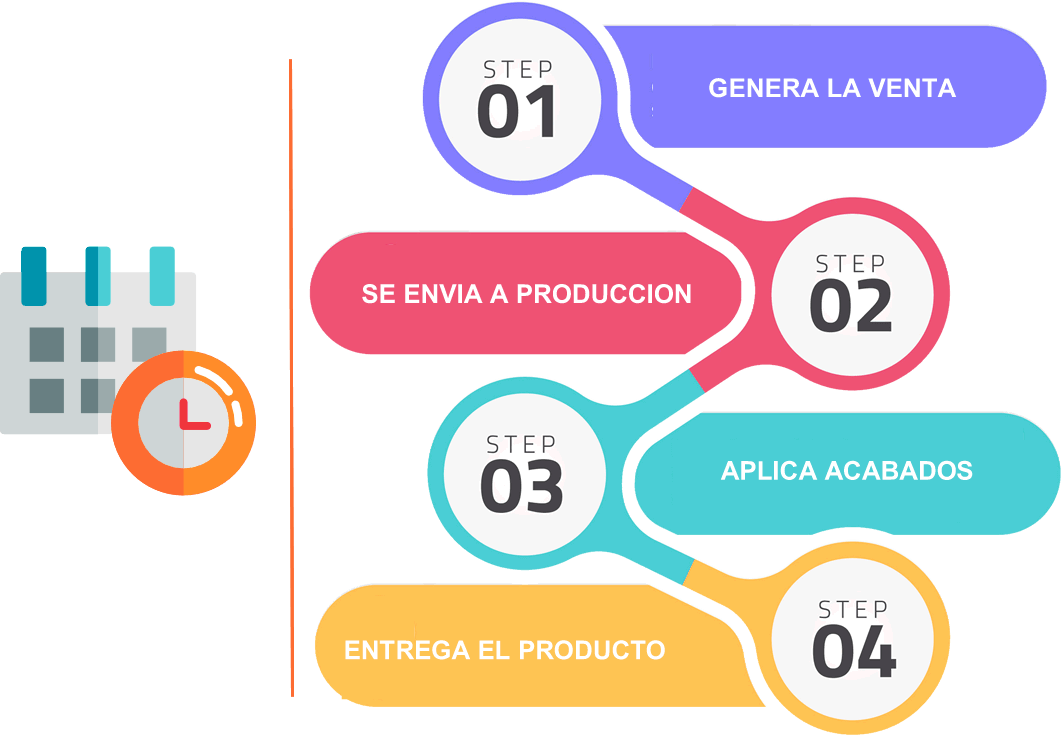 STEP
01
GENERA LA VENTA
SE ENVIA A PRODUCCION
STEP
02
STEP
03
APLICA ACABADOS
ENTREGA EL PRODUCTO
STEP
04